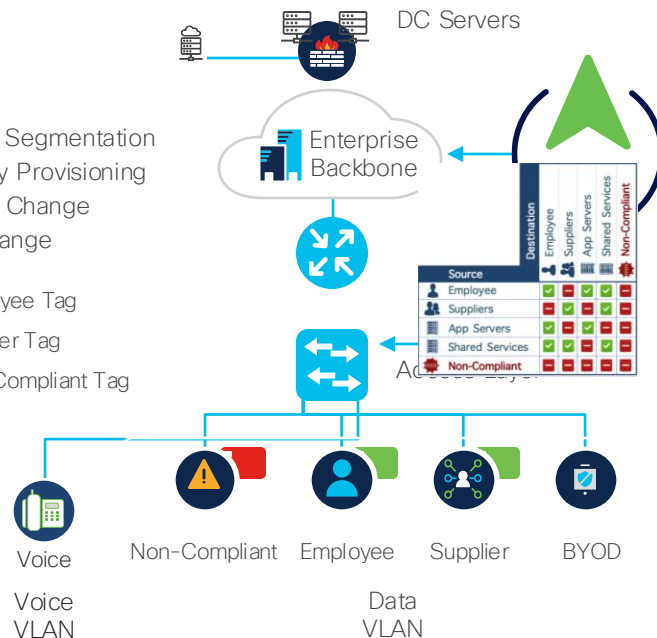 DC Servers
Segmentation
y Provisioning
Change
ange
Enterprise
Backbone
yee Tag
er Tag
Compliant Tag
Destination
Employee
Suppliers
App Servers
Shared Services
Non-Compliant
Source
Employee
Suppliers
App Servers
Shared Services
Non-Compliant
Access Layer
Voice
Non-Compliant
Employee
Supplier
BYOD
Voice
VLAN
Data
VLAN